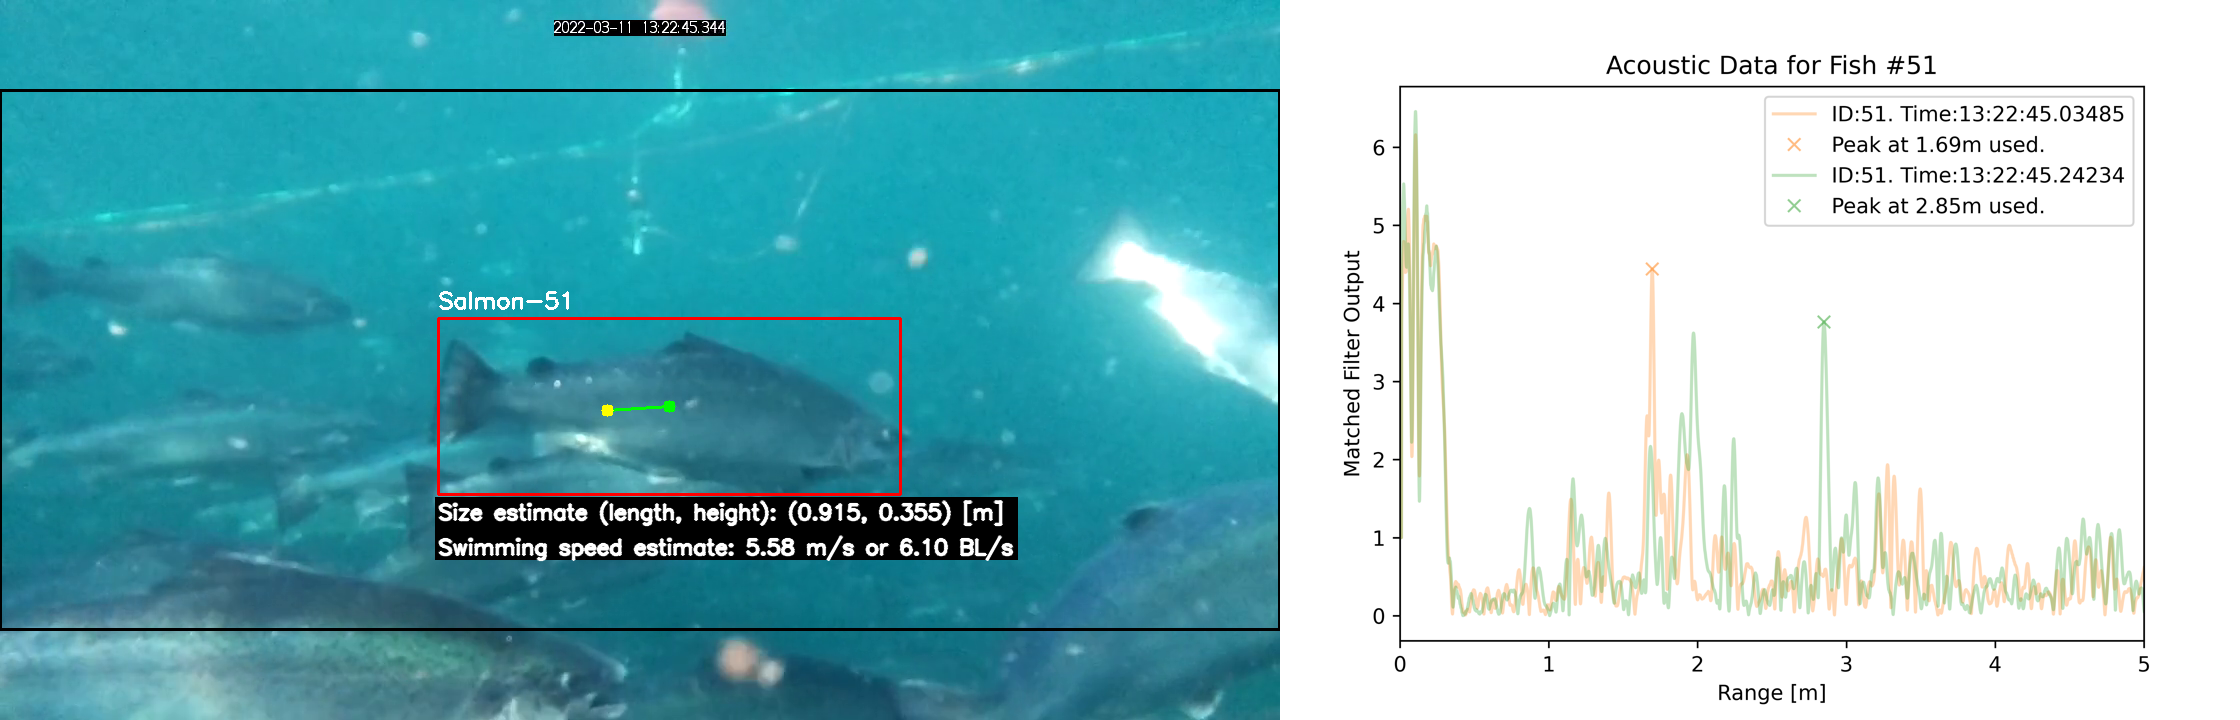 2022-03-11 13:22:45.344
Salmon-51
Size estimate (length, height): (0.915, 0.355) [m]
Swimming speed estimate: 5.58 m/s or 6.10 BL/s
Acoustic Data for Fish #51
ID:51. Time:13:22:45.03485
Peak at 1.69m used.
ID:51. Time:13:22:45.24234
Peak at 2.85m used.
Matched Filter Output
6
5
4
3
2
1
0
0 1 2 3 4 5
Range [m]